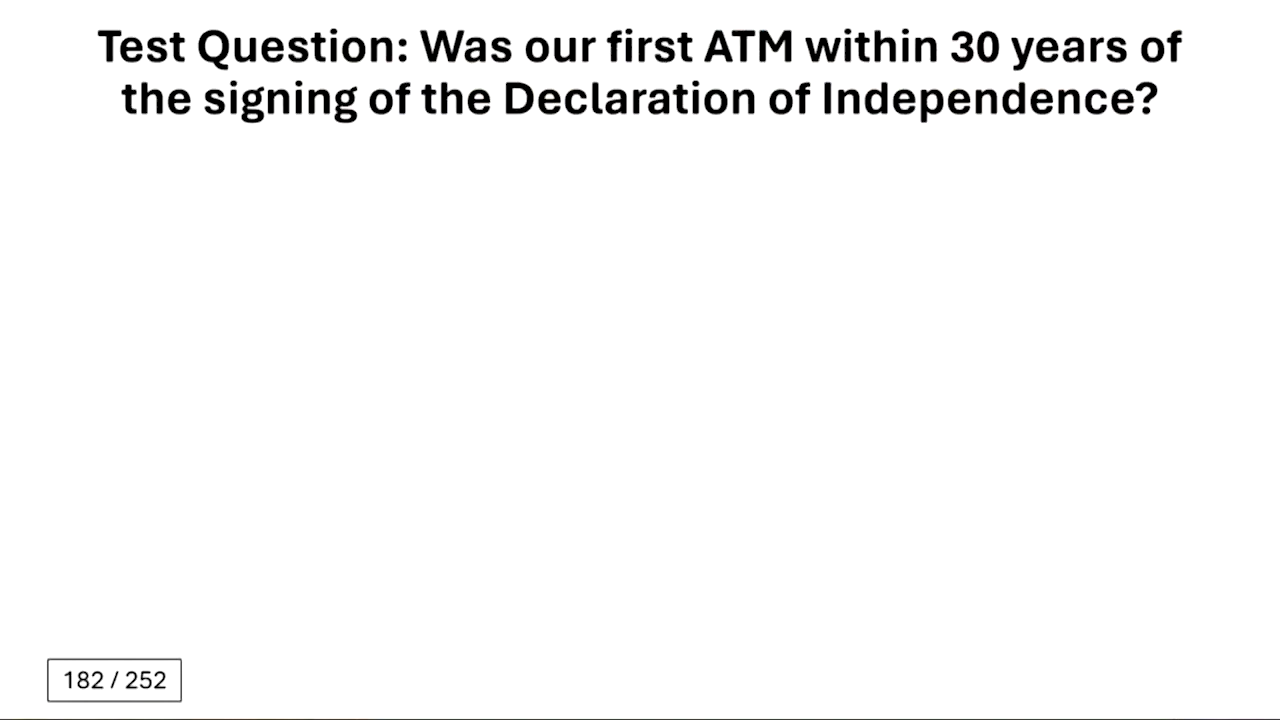 Test Question: Was our first ATM within 30 years of
the signing of the Declaration of Independence?
182 / 252